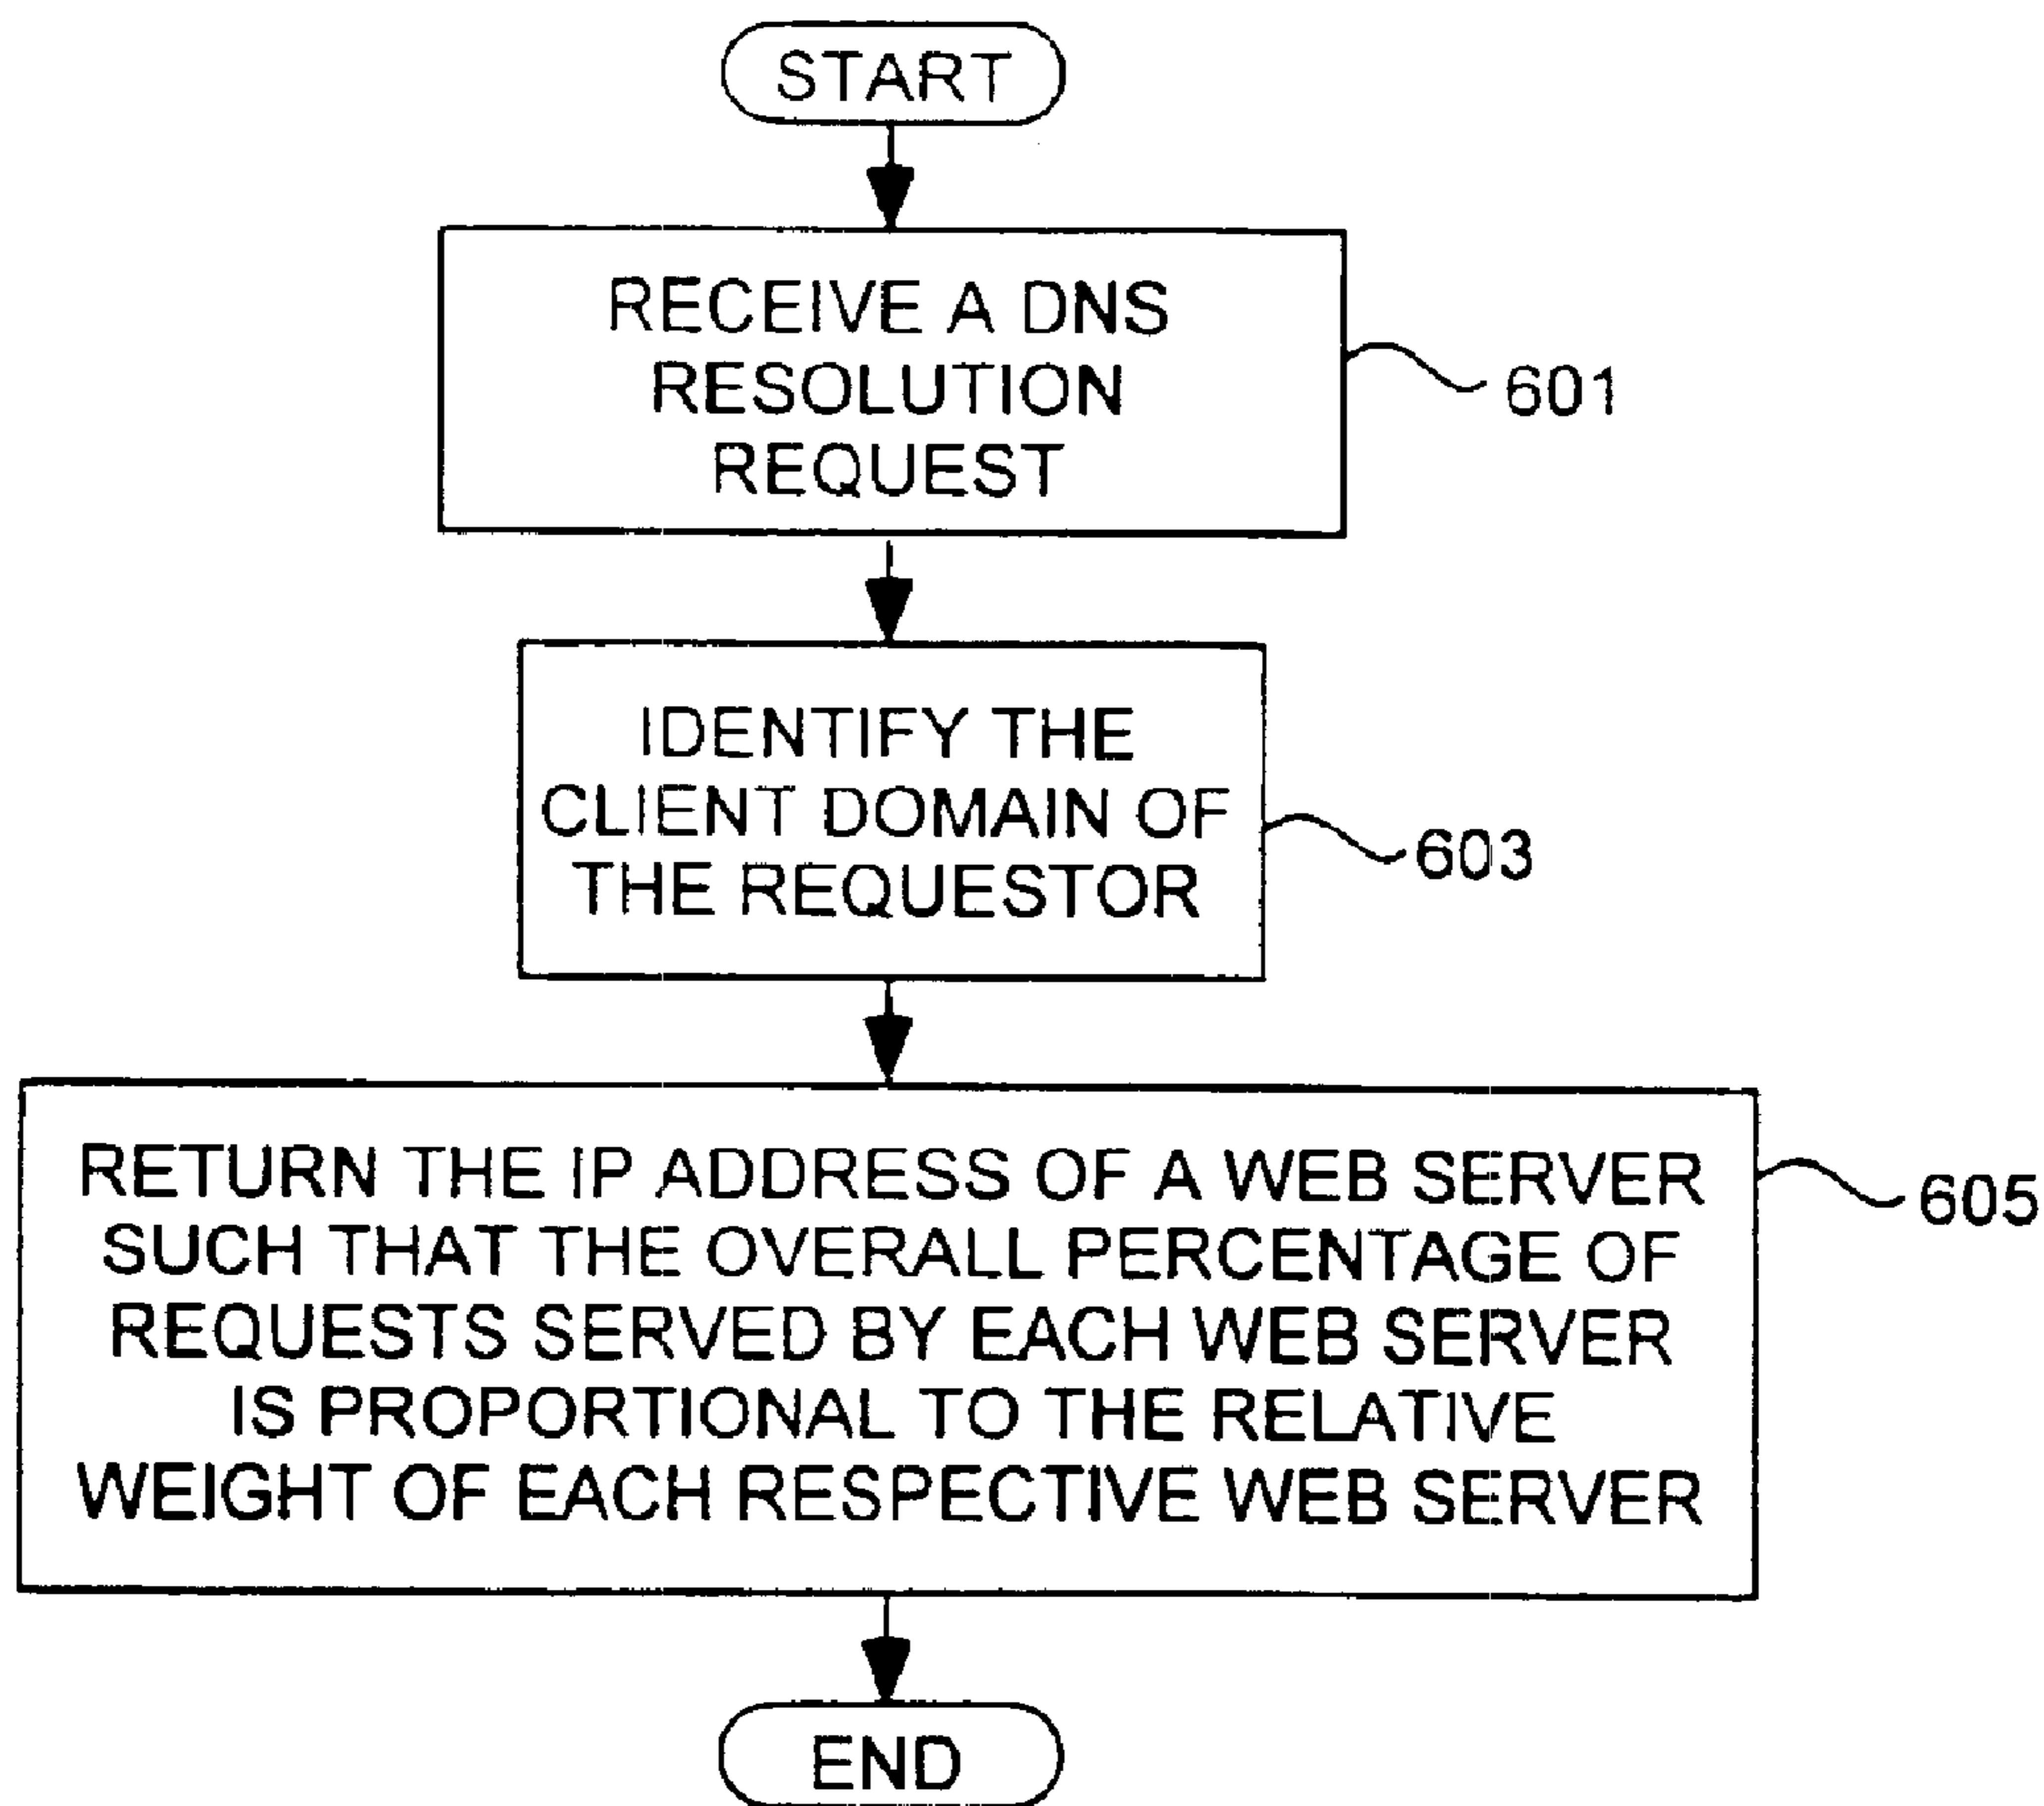 START
RECEIVE A DNS
RESOLUTION
REQUEST
601
IDENTIFY THE
CLIENT DOMAIN OF
THE REQUESTOR
603
RETURN THE IP ADDRESS OF A WEB SERVER
SUCH THAT THE OVERALL PERCENTAGE OF
REQUESTS SERVED BY EACH WEB SERVER
IS PROPORTIONAL TO THE RELATIVE
WEIGHT OF EACH RESPECTIVE WEB SERVER
605
END